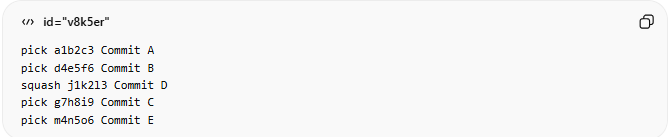 </> id="v8k5er"
pick a1b2c3 Commit A
pick d4e5f6 Commit B
squash j1k2l3 Commit D
pick g7h8i9 Commit C
pick m4n5o6 Commit E